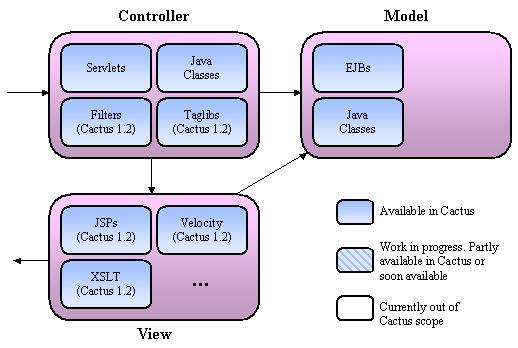 Controller
Model
Servlets
Java
Classes
EJBs
Filters
(Cactus 1.2)
Taglibs
(Cactus 1.2)
Java
Classes
JSPs
(Cactus 1.2)
Velocity
(Cactus 1.2)
XSLT
(Cactus 1.2)
...
View
Available in Cactus
Work in progress. Partly
available in Cactus or
soon available
Currently out of
Cactus scope